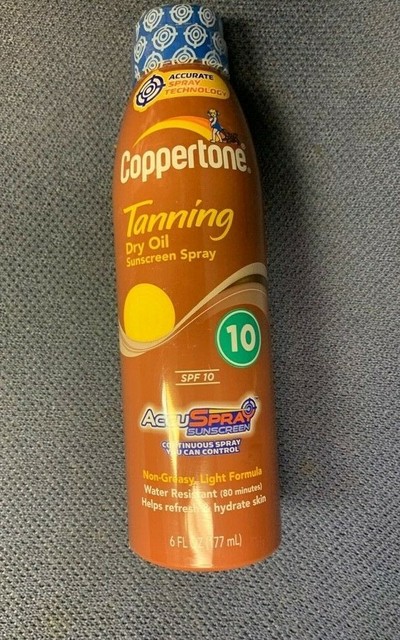 ACCURATE
SPRAY
TECHNOLOGY
Coppertone
Tanning
Dry Oil
Sunscreen Spray
10
SPF 10
ACCUSPRAY
SUNSCREEN
CONTINUOUS SPRAY
YOU CAN CONTROL
Non-Greasy, Light Formula
Water Resistant (80 minutes)
Helps refresh & hydrate skin
6 FL OZ (177 mL)